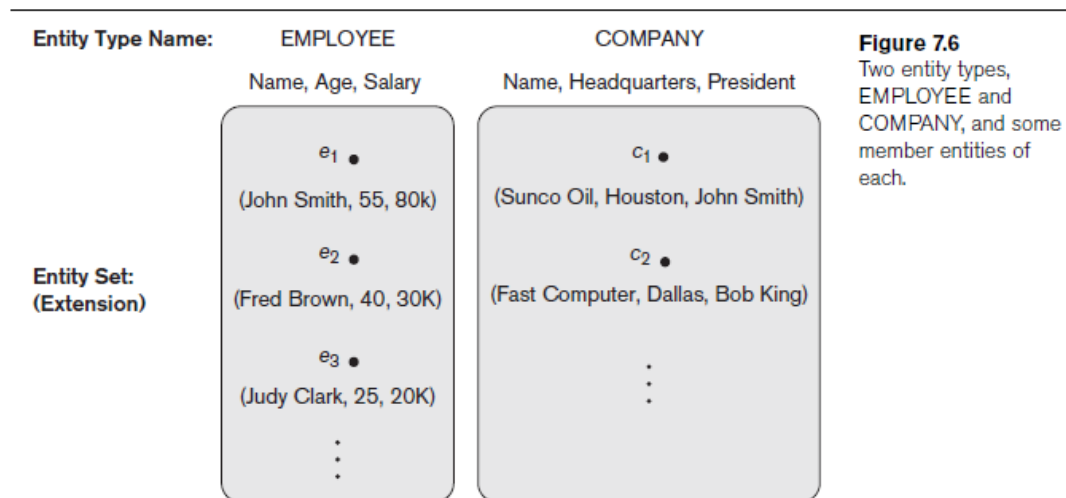 Entity Type Name: EMPLOYEE COMPANY
Name, Age, Salary Name, Headquarters, President
e1
(John Smith, 55, 80k)
e2
(Fred Brown, 40, 30K)
e3
(Judy Clark, 25, 20K)
c1
(Sunco Oil, Houston, John Smith)
c2
(Fast Computer, Dallas, Bob King)
Entity Set:
(Extension)
Figure 7.6
Two entity types,
EMPLOYEE and
COMPANY, and some
member entities of
each.